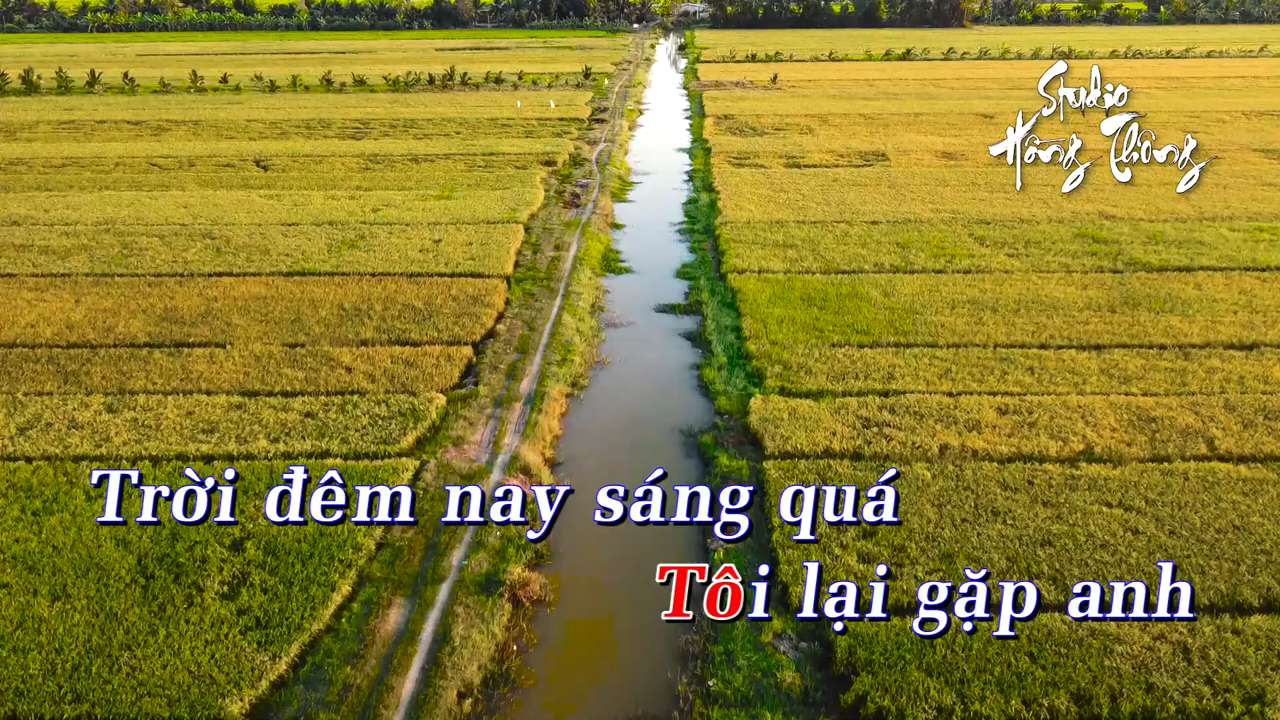 Studio
Hồng Thông
Trời đêm nay sáng quá
Tôi lại gặp anh